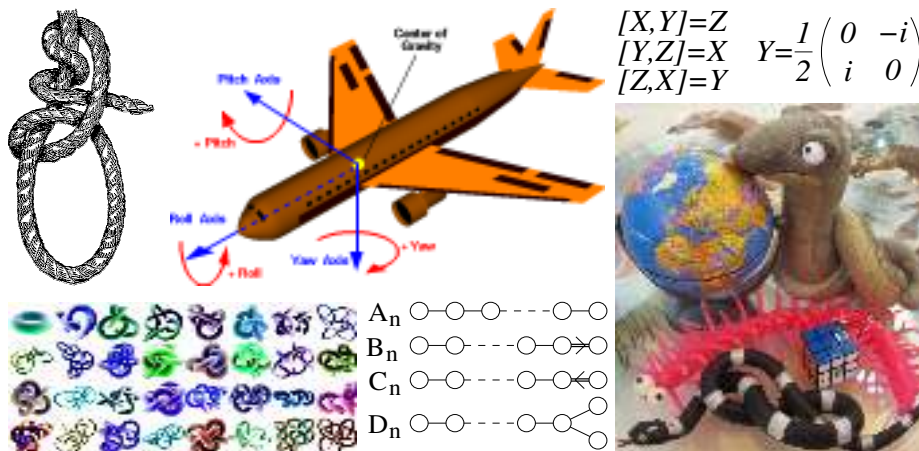 Center of
Gravity
Pitch Axis
+ Pitch
Roll Axis
+ Roll
Yaw Axis
+ Yaw
[X,Y]=Z
[Y,Z]=X
[Z,X]=Y
Y=1/2 ( 0 -i
i 0 )
A_n
B_n
C_n
D_n